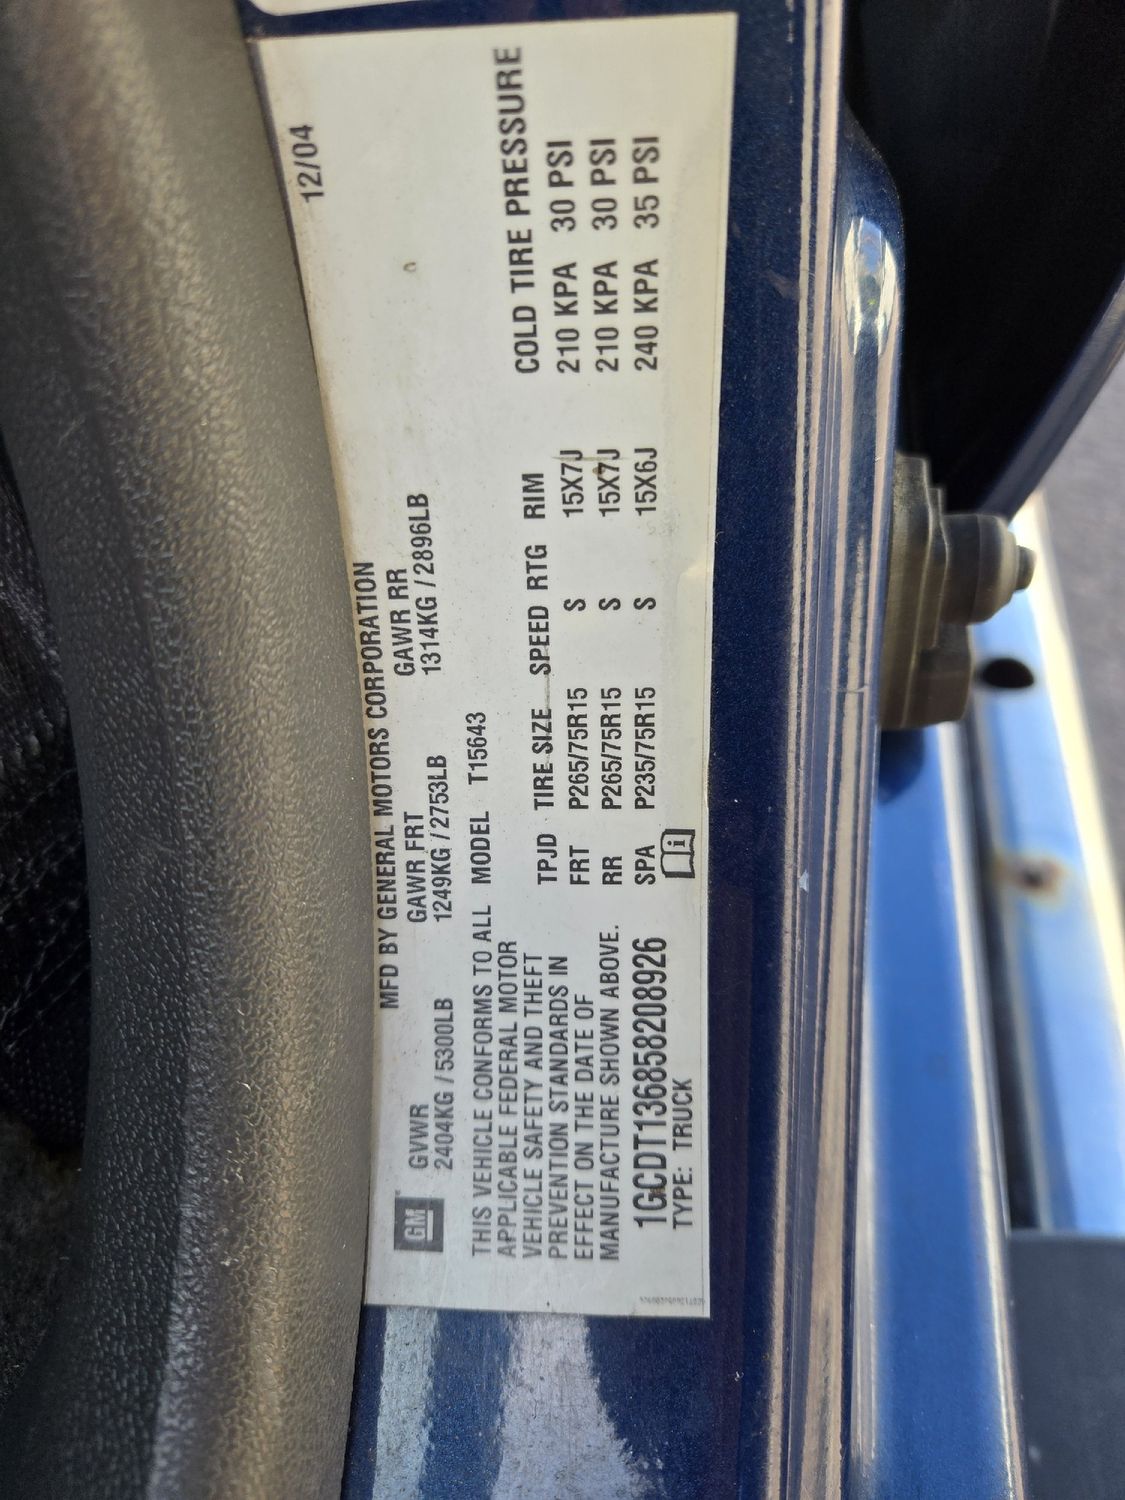 12/04
MFD BY GENERAL MOTORS CORPORATION
GM
GVWR GAWR FRT GAWR RR
2404KG / 5300LB 1249KG / 2753LB 1314KG / 2896LB
THIS VEHICLE CONFORMS TO ALL
APPLICABLE FEDERAL MOTOR
VEHICLE SAFETY AND THEFT
PREVENTION STANDARDS IN
EFFECT ON THE DATE OF
MANUFACTURE SHOWN ABOVE.
1GCDT136858208926
TYPE: TRUCK
MODEL T15643
TPJD TIRE SIZE SPEED RTG RIM COLD TIRE PRESSURE
FRT P265/75R15 S 15X7J 210 KPA 30 PSI
RR P265/75R15 S 15X7J 210 KPA 30 PSI
SPA P235/75R15 S 15X6J 240 KPA 35 PSI